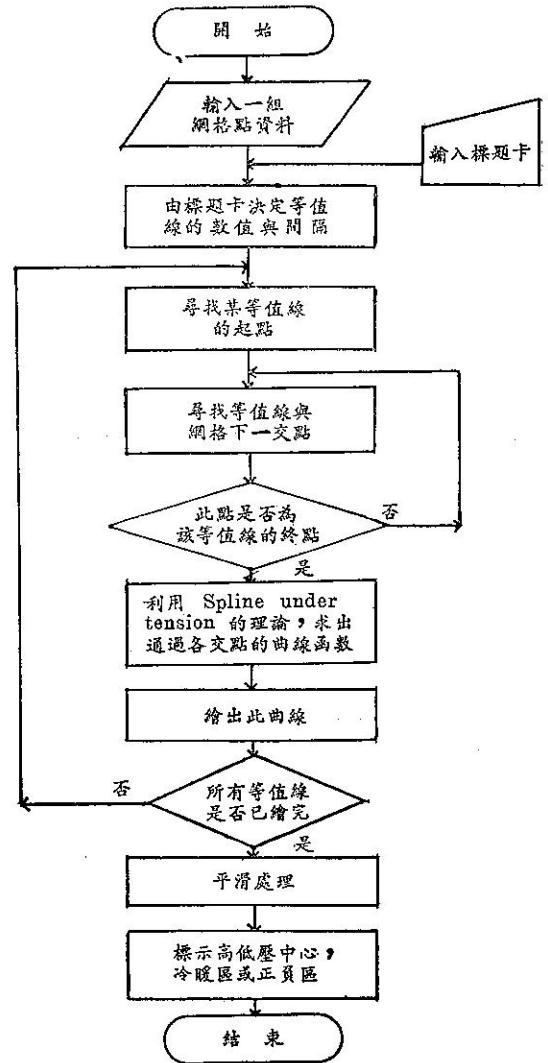 開始
輸入一組
網格點資料
輸入標題卡
由標題卡決定等值
線的數值與間隔
尋找某等值線
的起點
尋找等值線與
網格下一交點
此點是否為
該等值線的終點
否
是
利用 Spline under
tension 的理論，求出
通過各交點的曲線函數
繪出此曲線
所有等值線
是否已繪完
否
是
平滑處理
標示高低壓中心，
冷暖區或正負區
結束